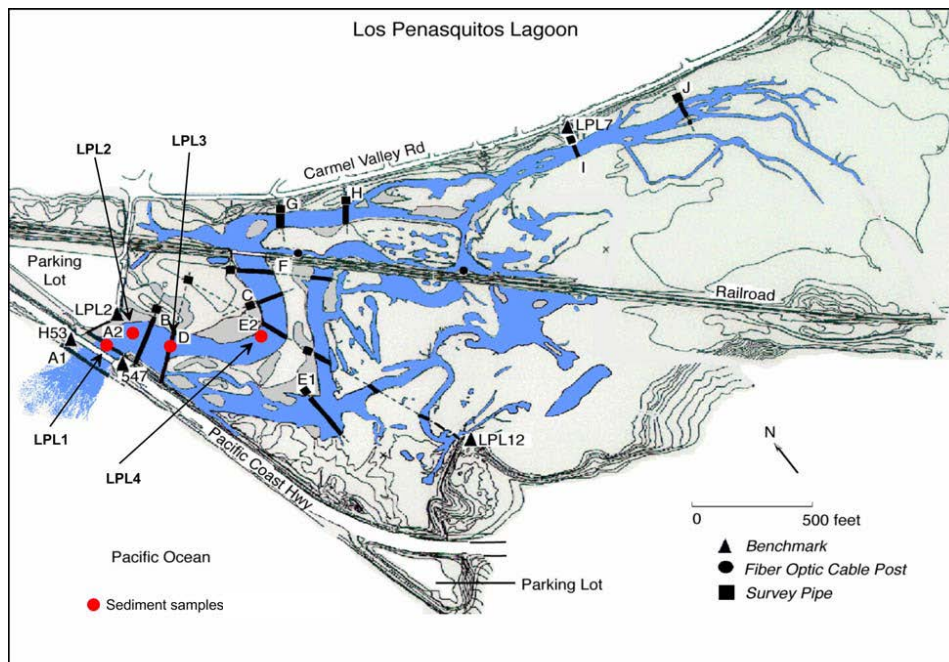 Los Penasquitos Lagoon
J
LPL7
LPL3
LPL2
Carmel Valley Rd
I
H
G
Parking
Lot
F
Railroad
C
LPL2
B
E2
H53
A2
D
A1
547
E1
LPL1
LPL12
N
LPL4
Pacific Coast Hwy
0 500 feet
Benchmark
Pacific Ocean
Fiber Optic Cable Post
Parking Lot
Survey Pipe
Sediment samples